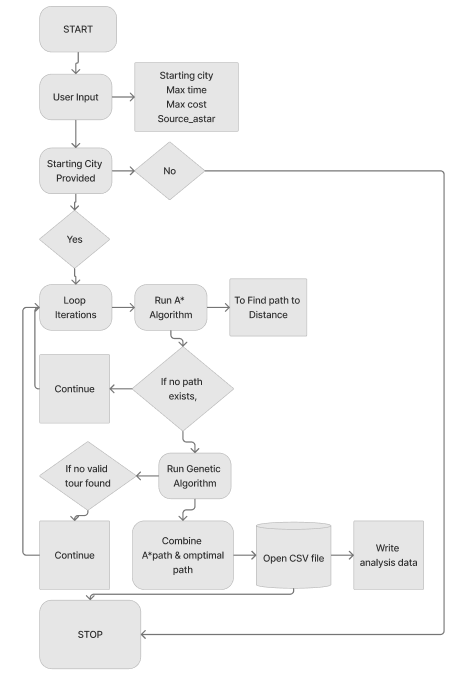 START
User Input
Starting city
Max time
Max cost
Source_astar
Starting City
Provided
No
Yes
Loop
Iterations
Run A*
Algorithm
To Find path to
Distance
Continue
If no path
exists,
If no valid
tour found
Run Genetic
Algorithm
Continue
Combine
A*path & omptimal
path
Open CSV file
Write
analysis data
STOP